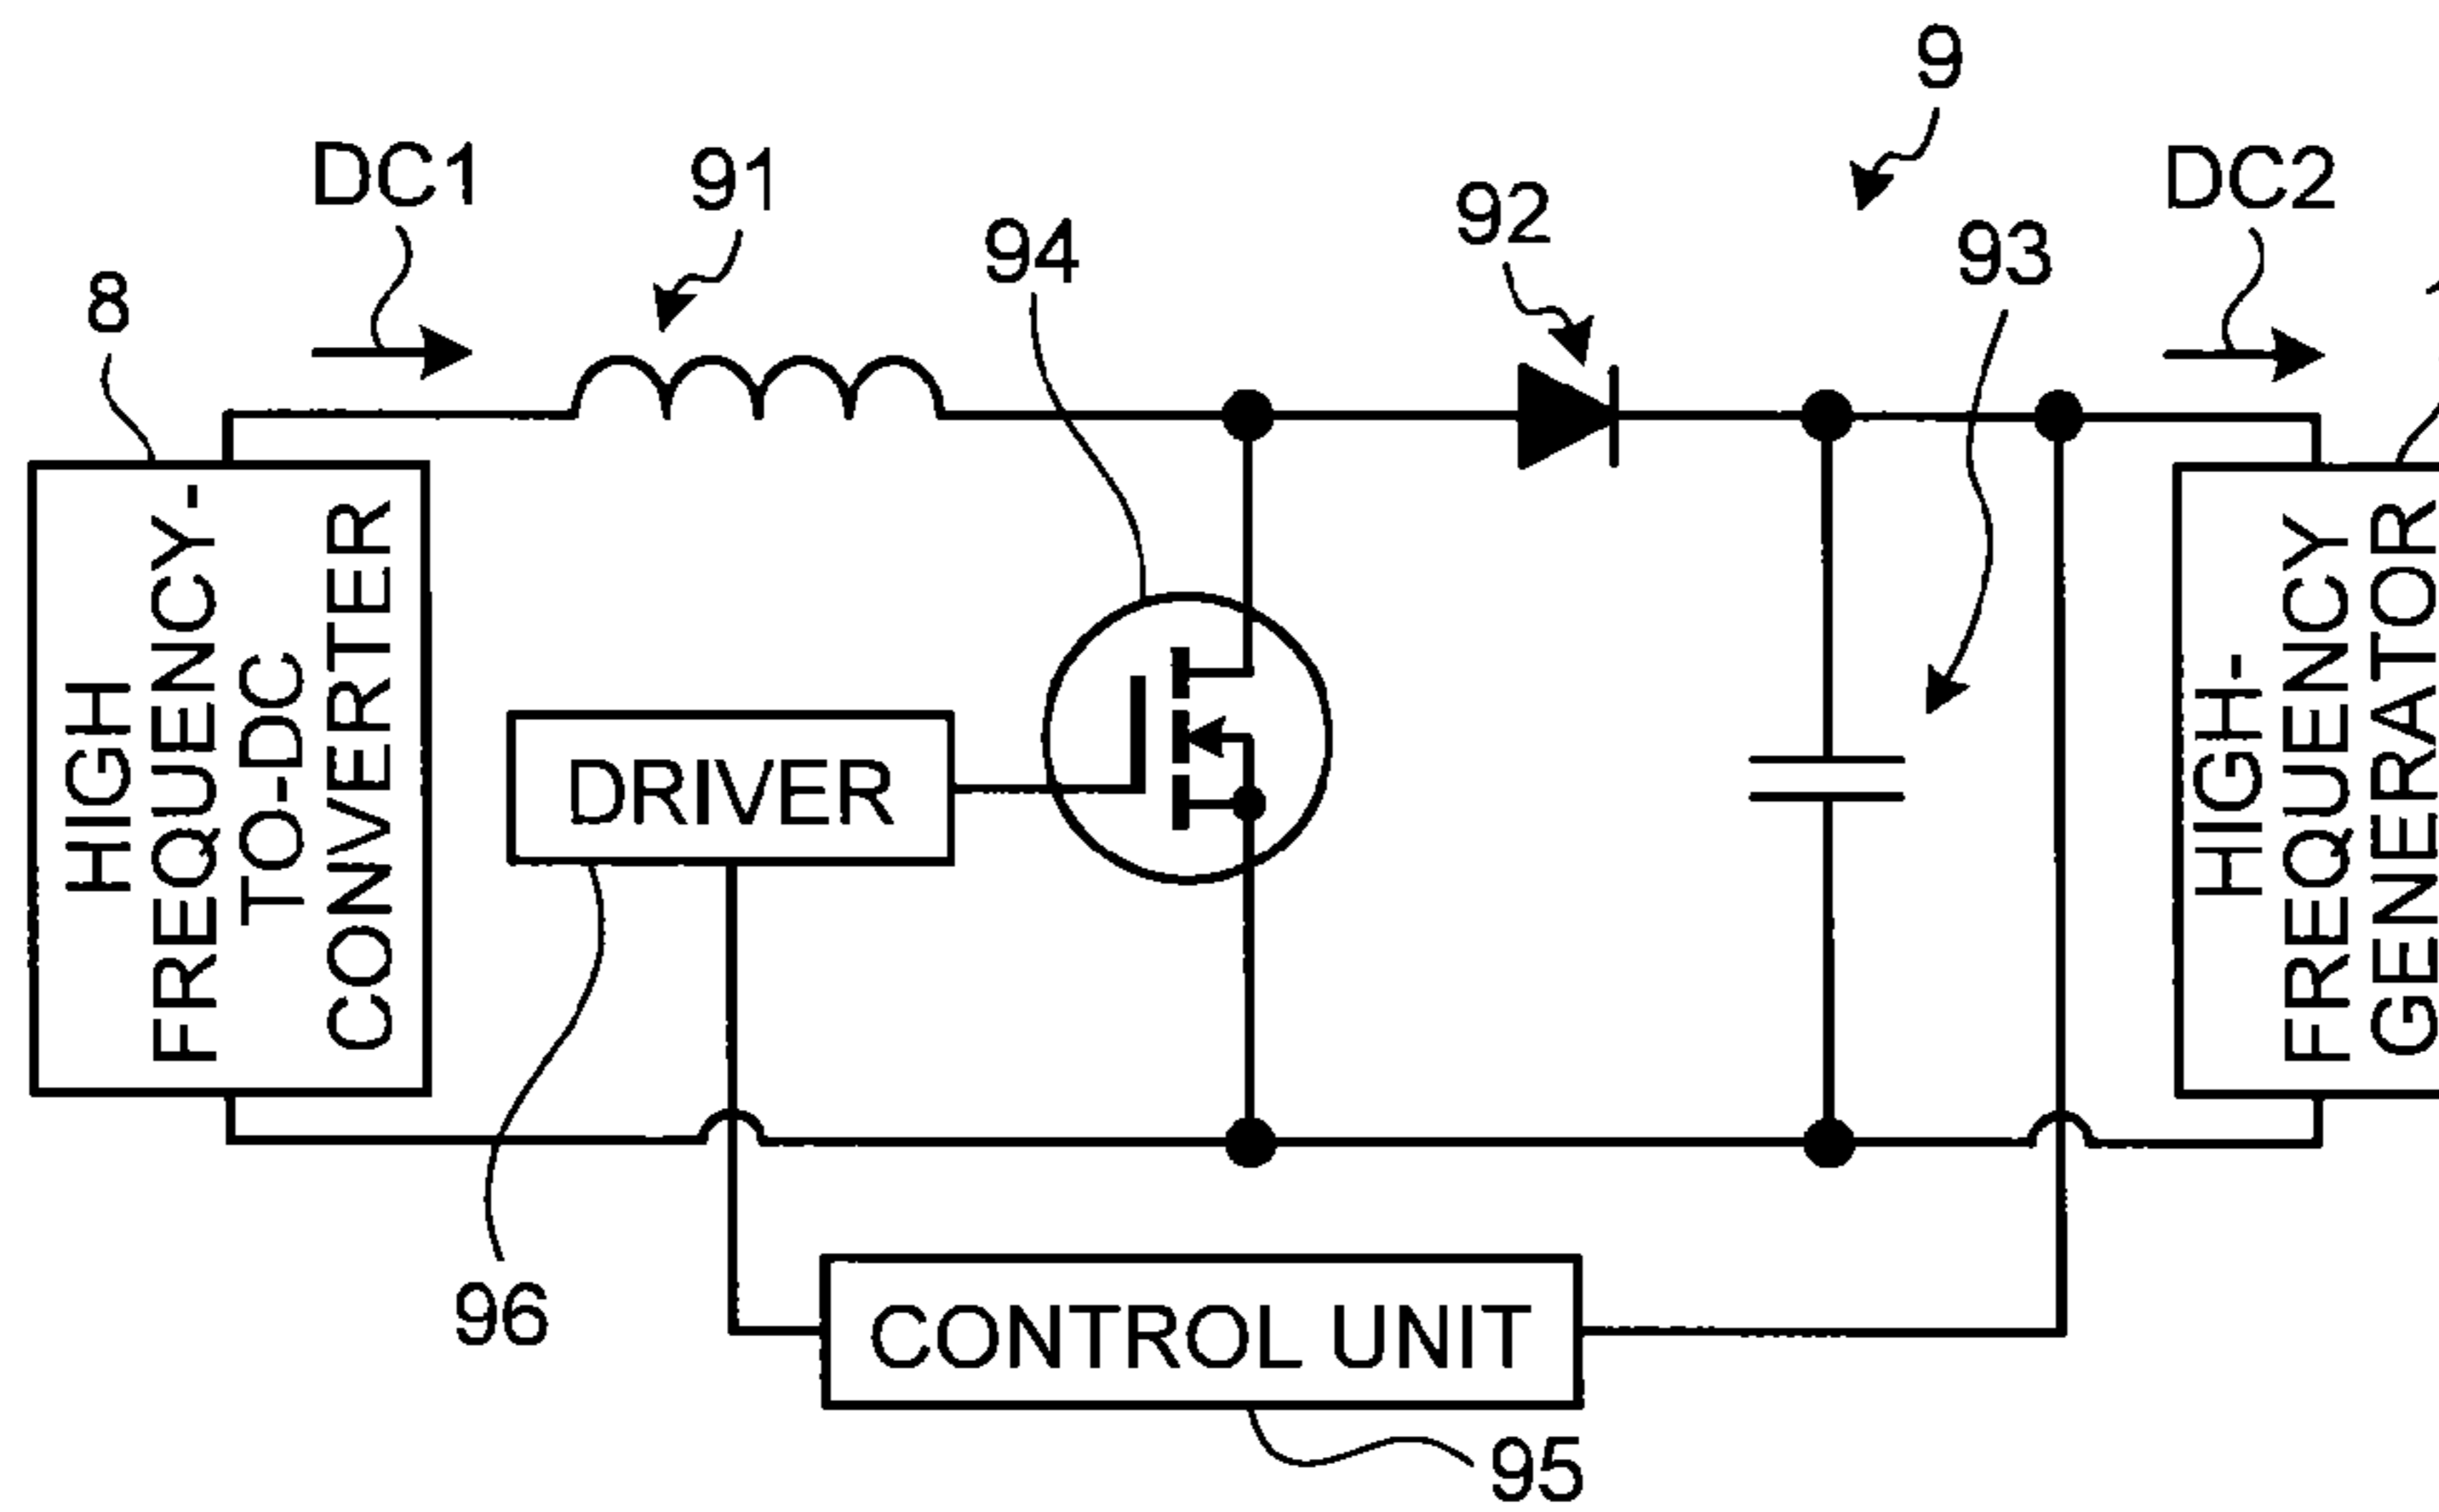 9
DC1
91
92
DC2
94
93
8
HIGH
FREQUENCY-
TO-DC
CONVERTER
DRIVER
HIGH-
FREQUENCY
GENERATOR
96
CONTROL UNIT
95